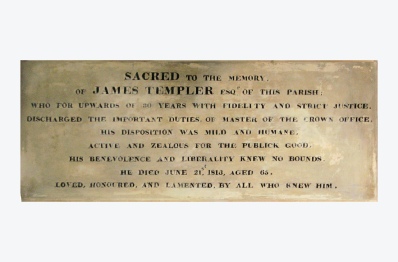 SACRED TO THE MEMORY.
OF JAMES TEMPLER ESQR OF THIS PARISH;
WHO FOR UPWARDS OF 30 YEARS WITH FIDELITY AND STRICT JUSTICE.
DISCHARGED THE IMPORTANT DUTIES, OF MASTER OF THE CROWN OFFICE.
HIS DISPOSITION WAS MILD AND HUMANE.
ACTIVE AND ZEALOUS FOR THE PUBLICK GOOD.
HIS BENEVOLENCE AND LIBERALITY KNEW NO BOUNDS.
HE DIED JUNE 21, 1813, AGED 65.
LOVED, HONOURED, AND LAMENTED, BY ALL WHO KNEW HIM.